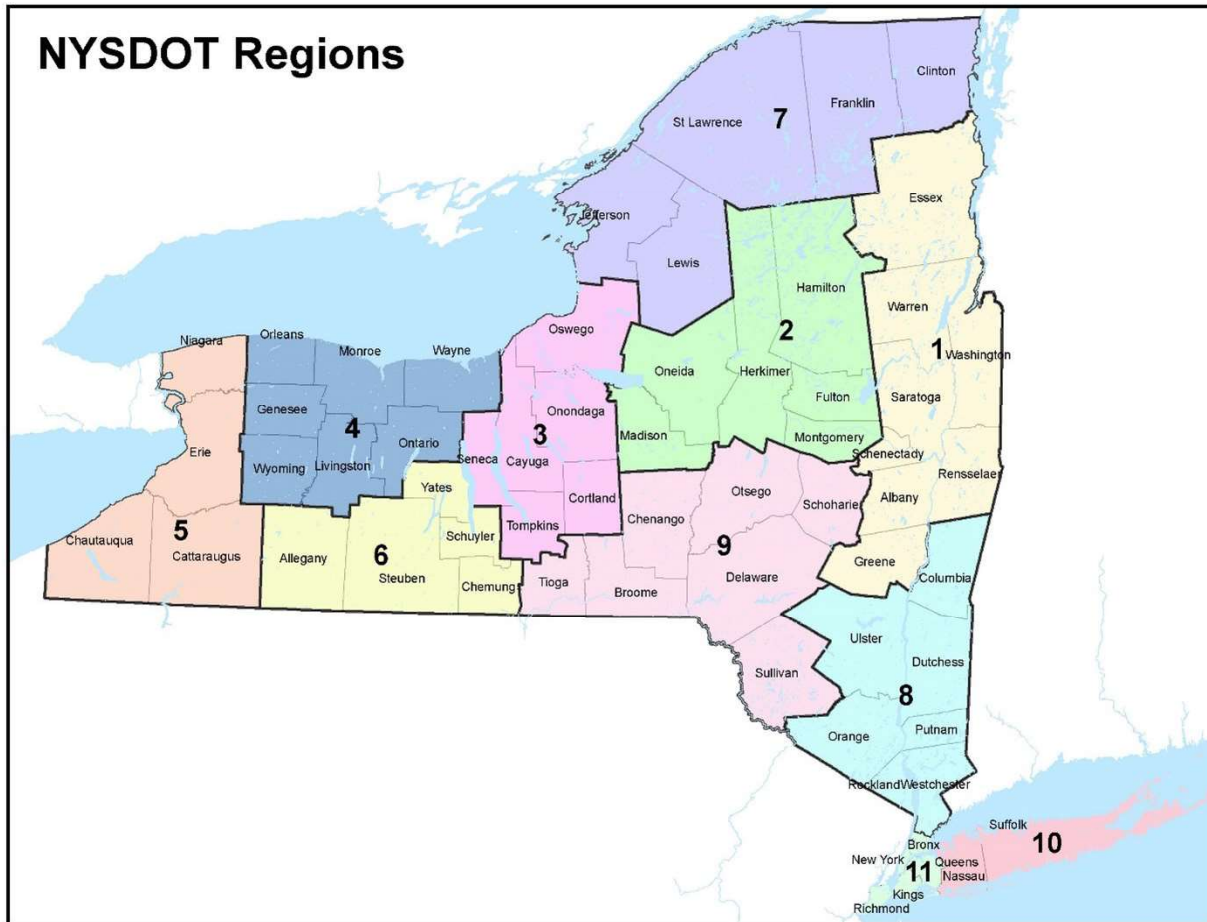 NYSDOT Regions
Clinton
Franklin
St Lawrence
7
Essex
Jefferson
Lewis
Hamilton
Warren
Oswego
2
1
Washington
Niagara
Orleans
Monroe
Wayne
Oneida
Herkimer
Saratoga
Fulton
Genesee
Onondaga
4
3
Ontario
Madison
Montgomery
Erie
Wyoming
Livingston
Seneca
Cayuga
Schenectady
Rensselaer
Yates
Cortland
Otsego
Schoharie
Albany
Chenango
5
Tompkins
Chautauqua
Cattaraugus
Allegany
6
Schuyler
9
Greene
Steuben
Chemung
Tioga
Broome
Delaware
Columbia
Ulster
Dutchess
Sullivan
8
Orange
Putnam
Rockland
Westchester
Suffolk
10
Bronx
New York
Queens
11
Nassau
Kings
Richmond